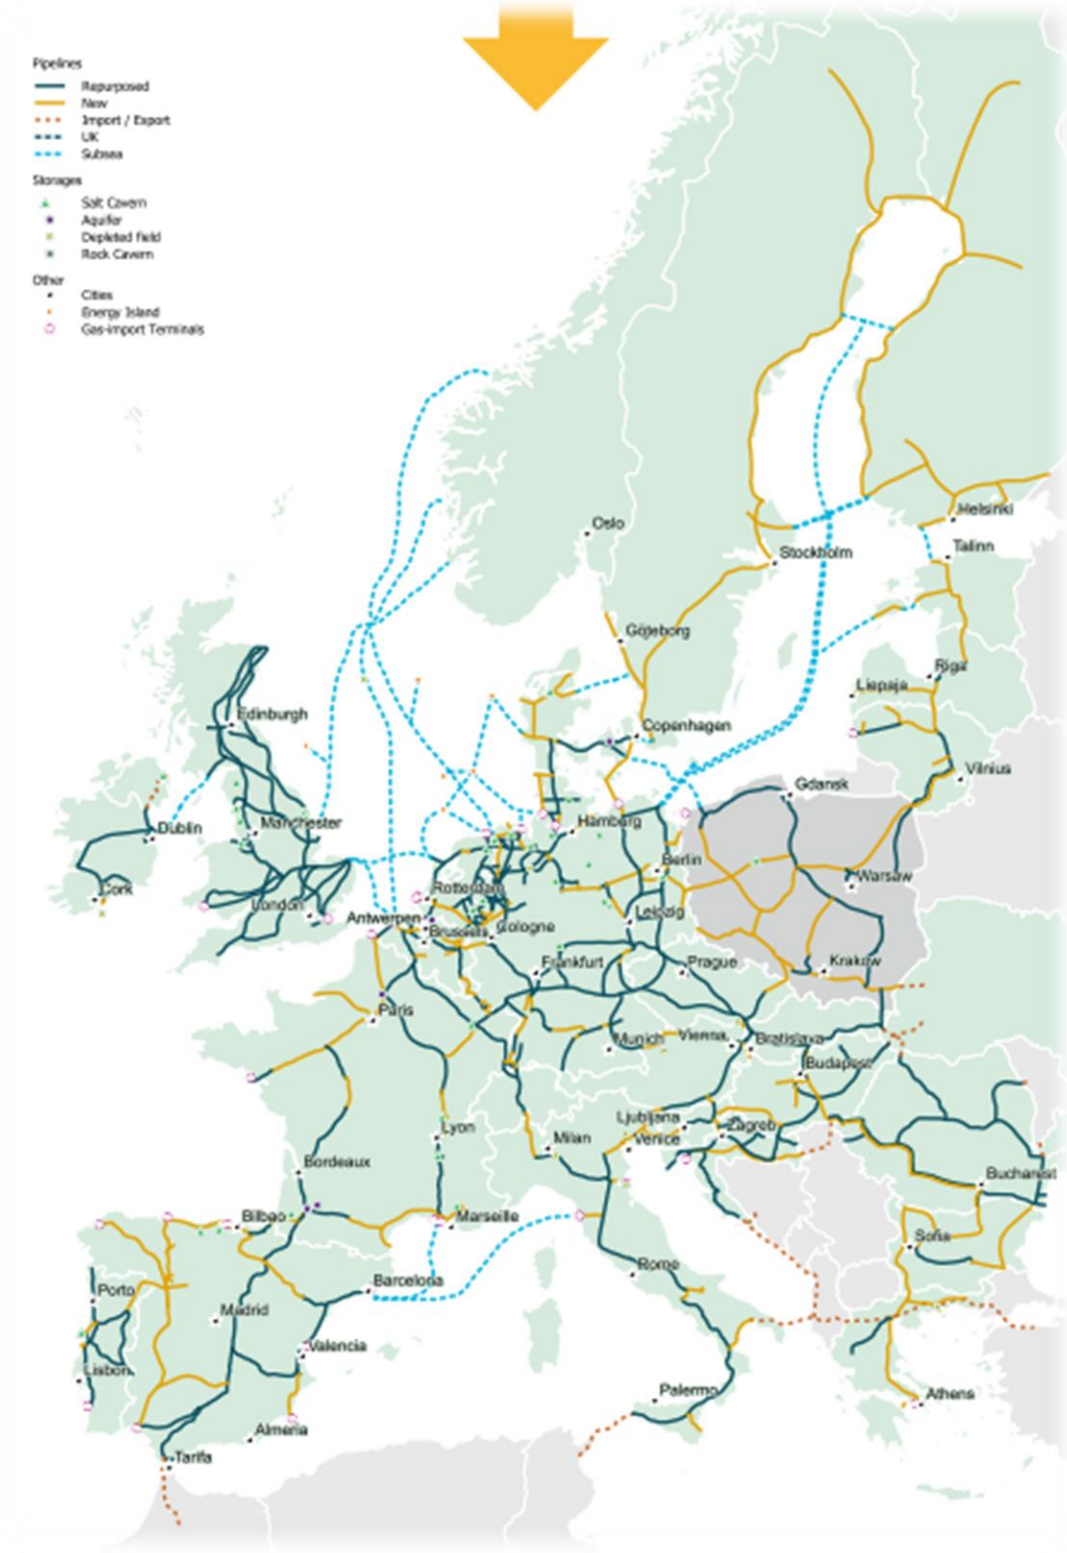 Pipelines
Repurposed
New
Import / Export
UK
Subsea
Storages
Salt Cavern
Aquifer
Depleted field
Rock Cavern
Other
Cities
Energy Island
Gas-import Terminals
Oslo
Helsinki
Stockholm
Talinn
Göteborg
Riga
Liepaja
Edinburgh
Copenhagen
Vilnius
Gdansk
Dublin
Manchester
Hamburg
Berlin
Warsaw
Cork
London
Rotterdam
Antwerpen
Leipzig
Brussels
Cologne
Frankfurt
Prague
Krakow
Paris
Munich
Vienna
Bratislava
Budapest
Lyon
Ljubljana
Zagreb
Milan
Venice
Bordeaux
Bucharest
Bilbao
Marseille
Sofia
Rome
Porto
Barcelona
Madrid
Valencia
Lisbon
Palermo
Athens
Almeria
Tarifa